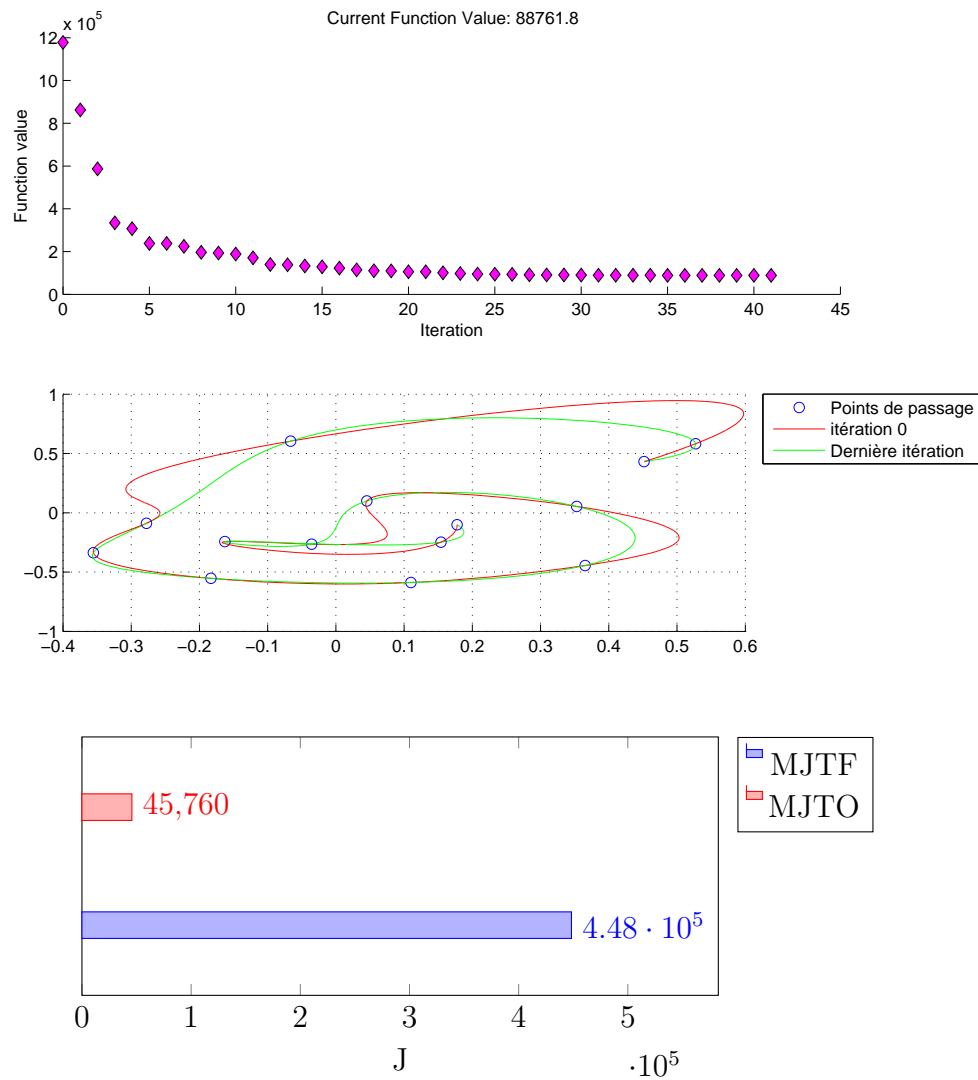 Current Function Value: 88761.8
x 10^5
12
10
8
6
4
2
0
Function value
0 5 10 15 20 25 30 35 40 45
Iteration
1
0.5
0
−0.5
−1
−0.4 −0.3 −0.2 −0.1 0 0.1 0.2 0.3 0.4 0.5 0.6
Points de passage
itération 0
Dernière itération
MJTF
MJTO
45,760
4.48 · 10^5
0 1 2 3 4 5
J
·10^5